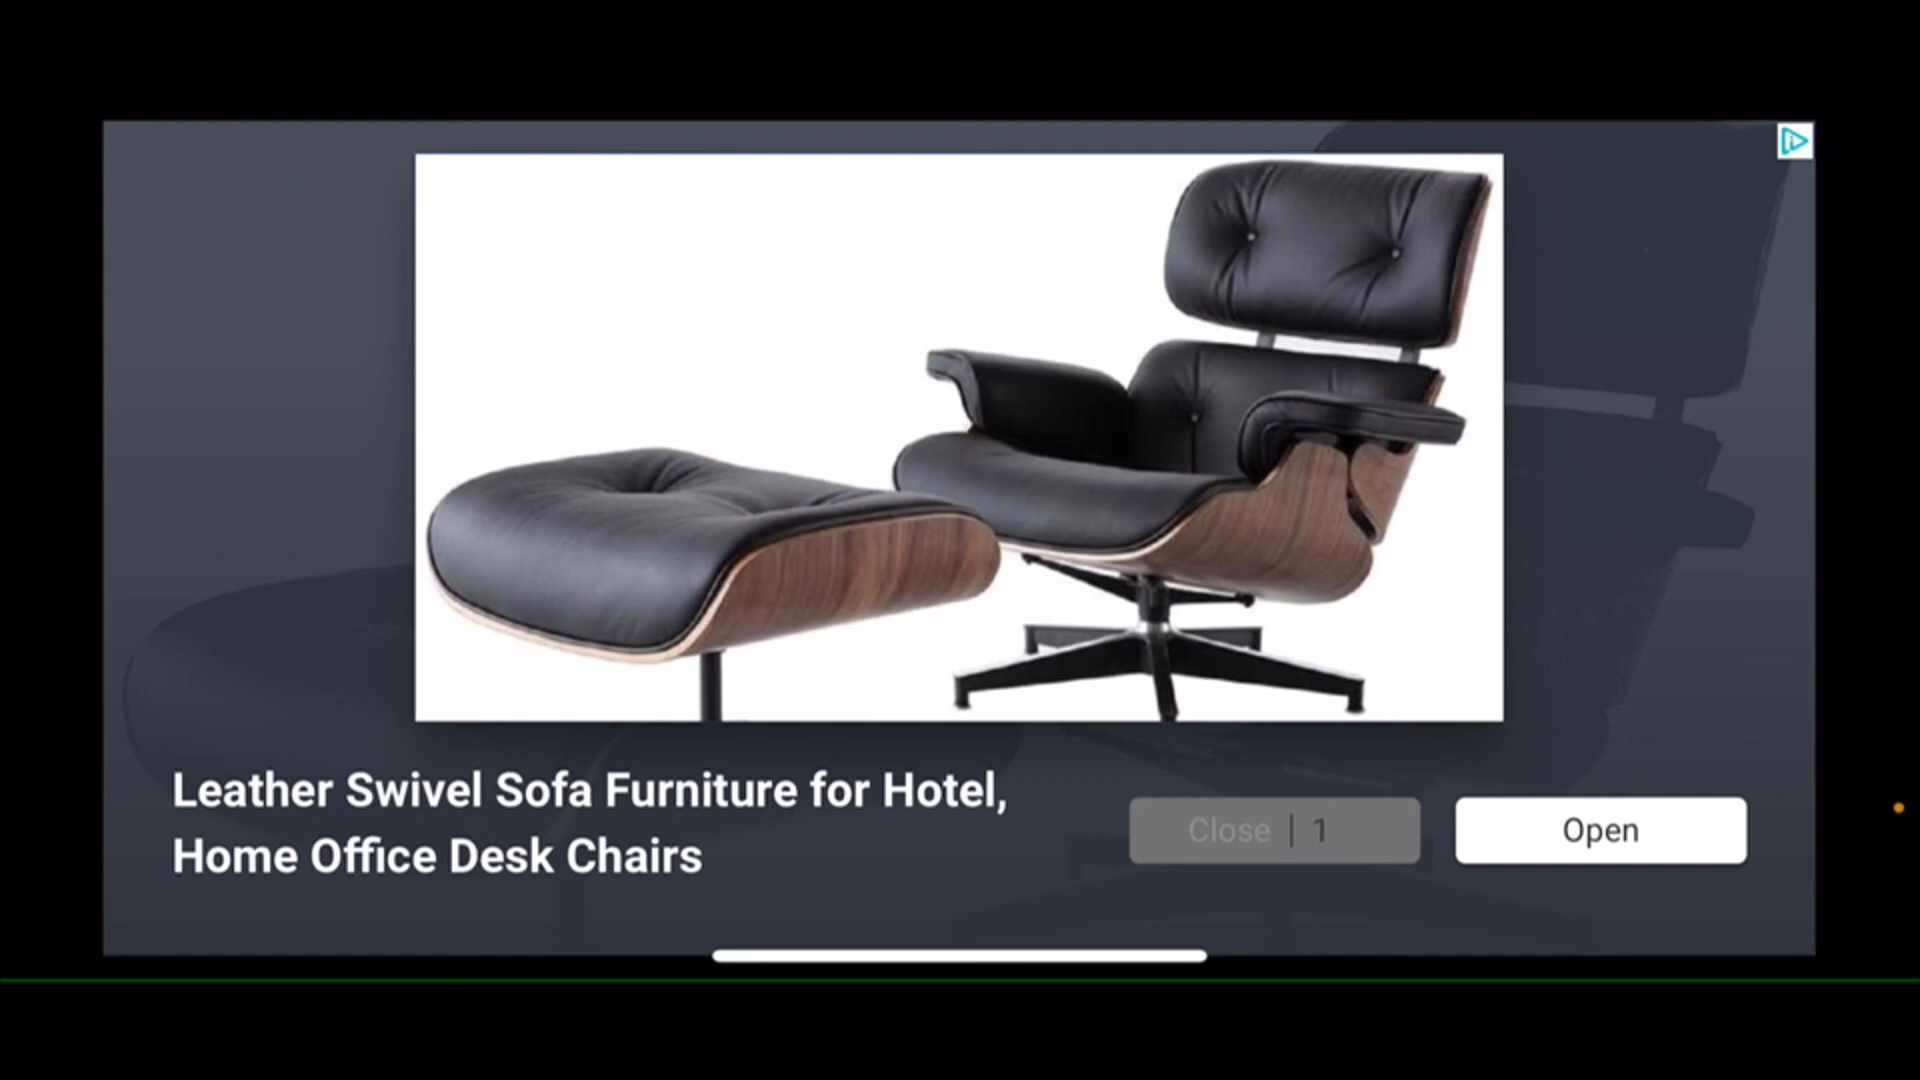 Leather Swivel Sofa Furniture for Hotel,
Home Office Desk Chairs
Close | 1
Open